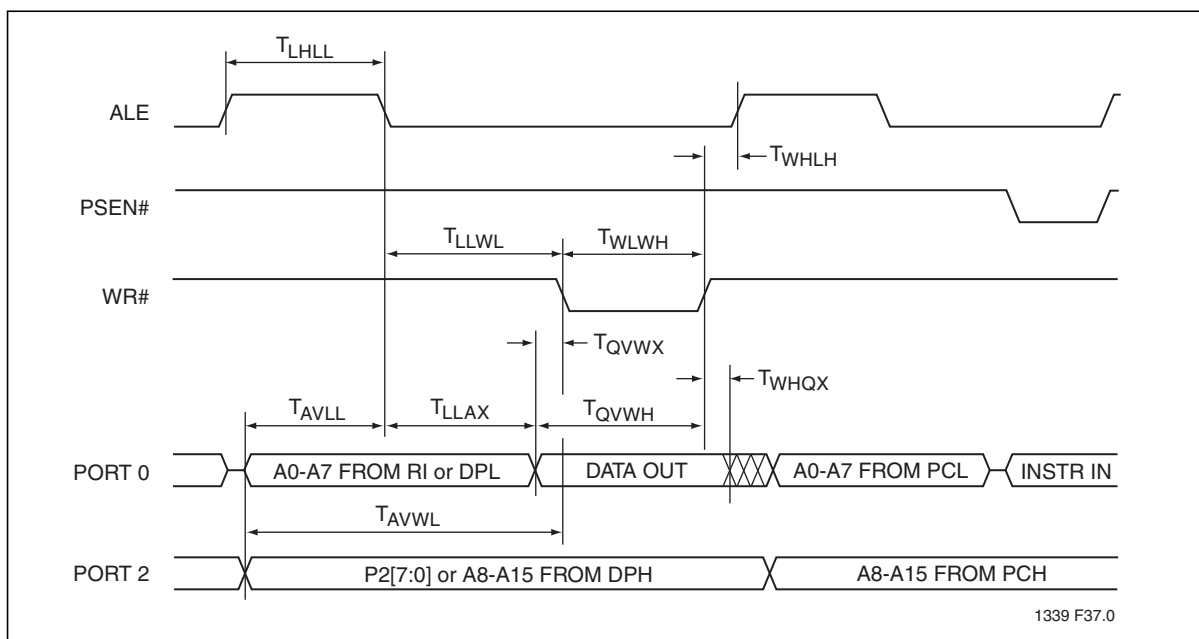 TLHLL
ALE
TWHLH
PSEN#
TLLWL
TWLWH
WR#
TQVWX
TWHQX
TAVLL
TLLAX
TQVWH
PORT 0
A0-A7 FROM RI or DPL
DATA OUT
A0-A7 FROM PCL
INSTR IN
TAVWL
PORT 2
P2[7:0] or A8-A15 FROM DPH
A8-A15 FROM PCH
1339 F37.0